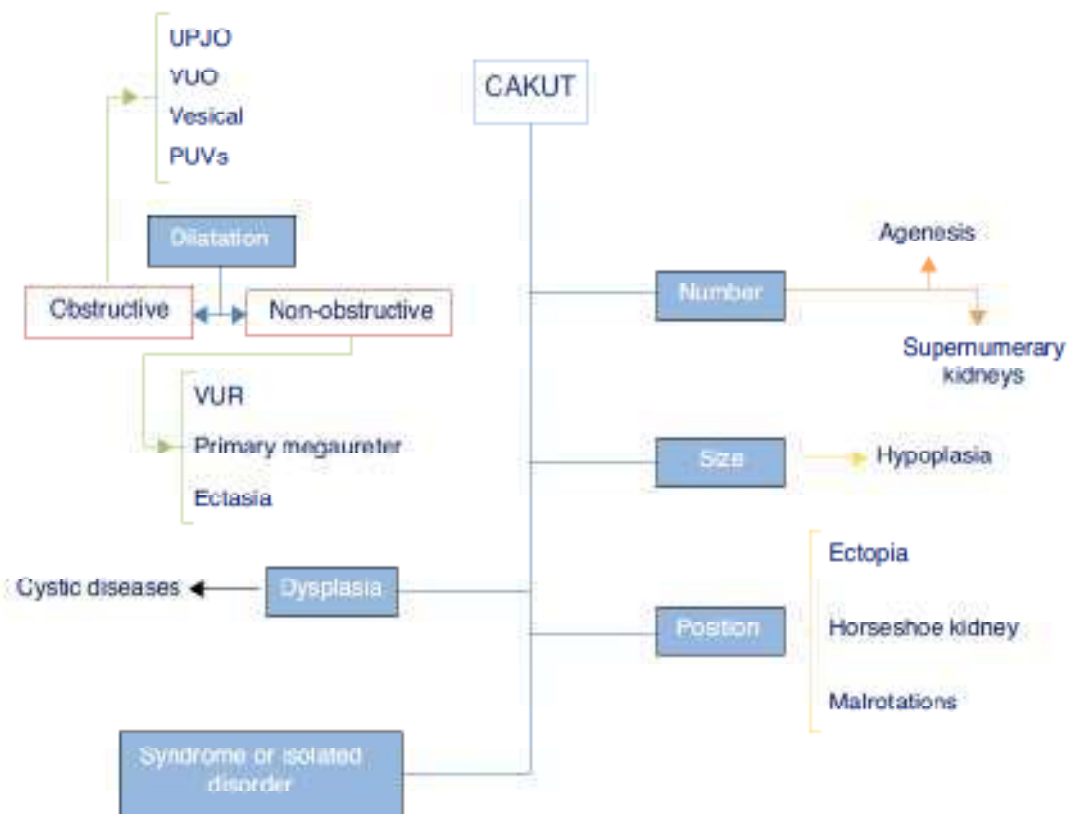 UPJO
VUO
Vesical
PUVs
CAKUT
Dilatation
Obstructive
Non-obstructive
VUR
Primary megaureter
Ectasia
Cystic diseases
Dysplasia
Syndrome or isolated
disorder
Number
Agenesis
Supernumerary
kidneys
Size
Hypoplasia
Position
Ectopia
Horseshoe kidney
Malrotations